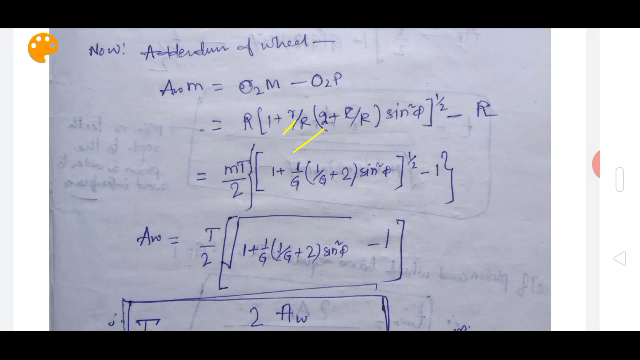 Now: Addendum of wheel —
Awm = O2M – O2P
= R[1+ r/R (2+ r/R) sin²φ]^1/2 – R
= mT/2 {[1+ 1/G (1/G +2) sin²φ]^1/2 – 1}
Aw = T/2 [√1+ 1/G (1/G +2) sin²φ – 1]
T
2 Aw